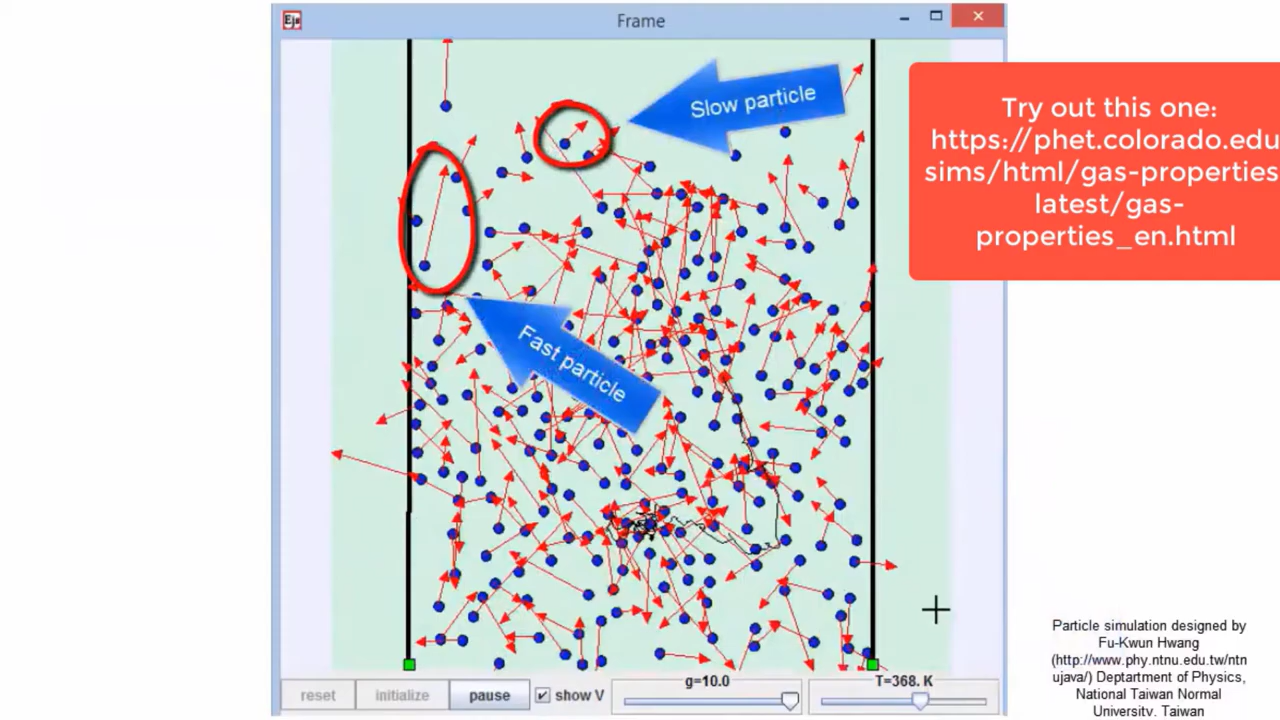 Ejs
Frame
Slow particle
Try out this one:
https://phet.colorado.edu
sims/html/gas-properties
latest/gas-
properties_en.html
Fast particle
Particle simulation designed by
Fu-Kwun Hwang
(http://www.phy.ntnu.edu.tw/ntn
ujava/) Deptartment of Physics,
National Taiwan Normal
University, Taiwan
g=10.0
T=368. K
reset
initialize
pause
show V